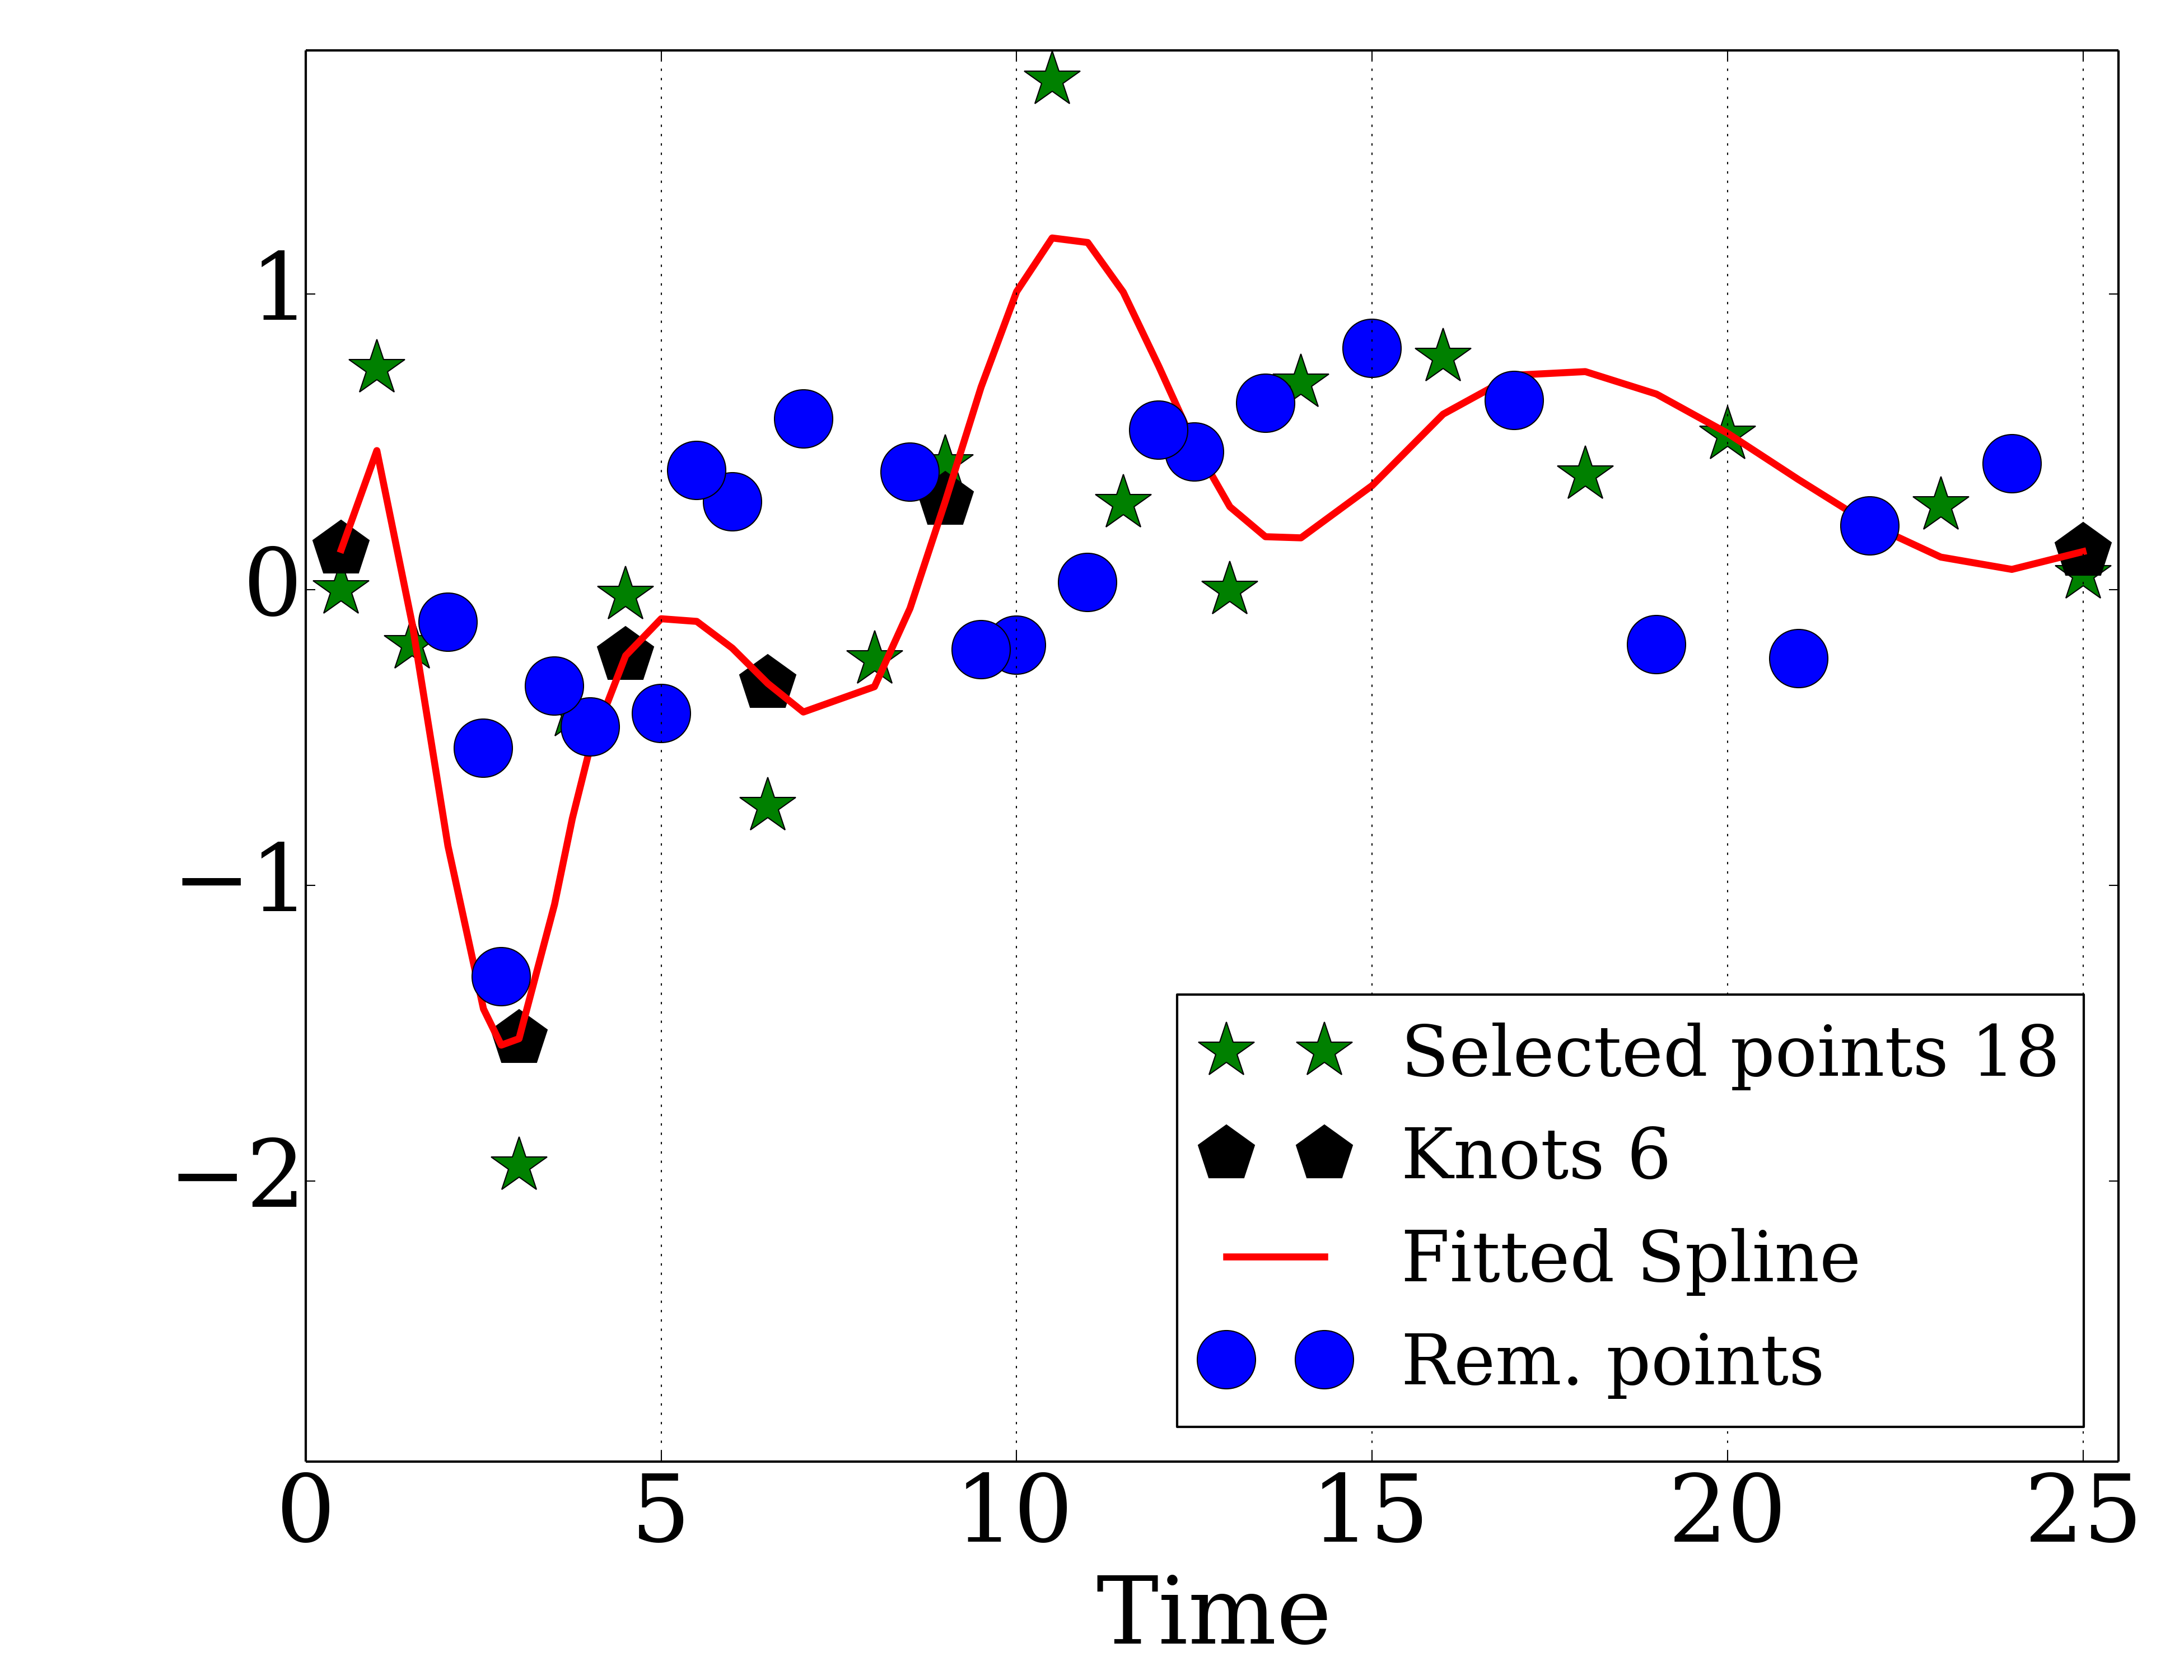 1
0
−1
−2
Selected points 18
Knots 6
Fitted Spline
Rem. points
0 5 10 15 20 25
Time